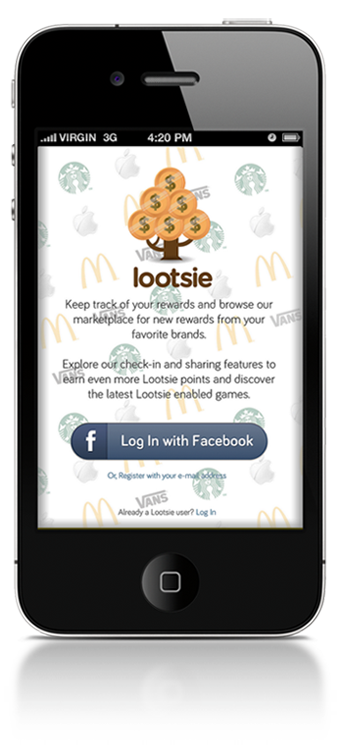 VIRGIN 3G 4:20 PM
$
$ $
$ $ $
VANS
lootsie
Keep track of your rewards and browse our
marketplace for new rewards from your
favorite brands.
VANS
VANS
Explore our check-in and sharing features to
earn even more Lootsie points and discover
the latest Lootsie enabled games.
VANS
f Log In with Facebook
Or, Register with your e-mail address
VANS
Already a Lootsie user? Log In